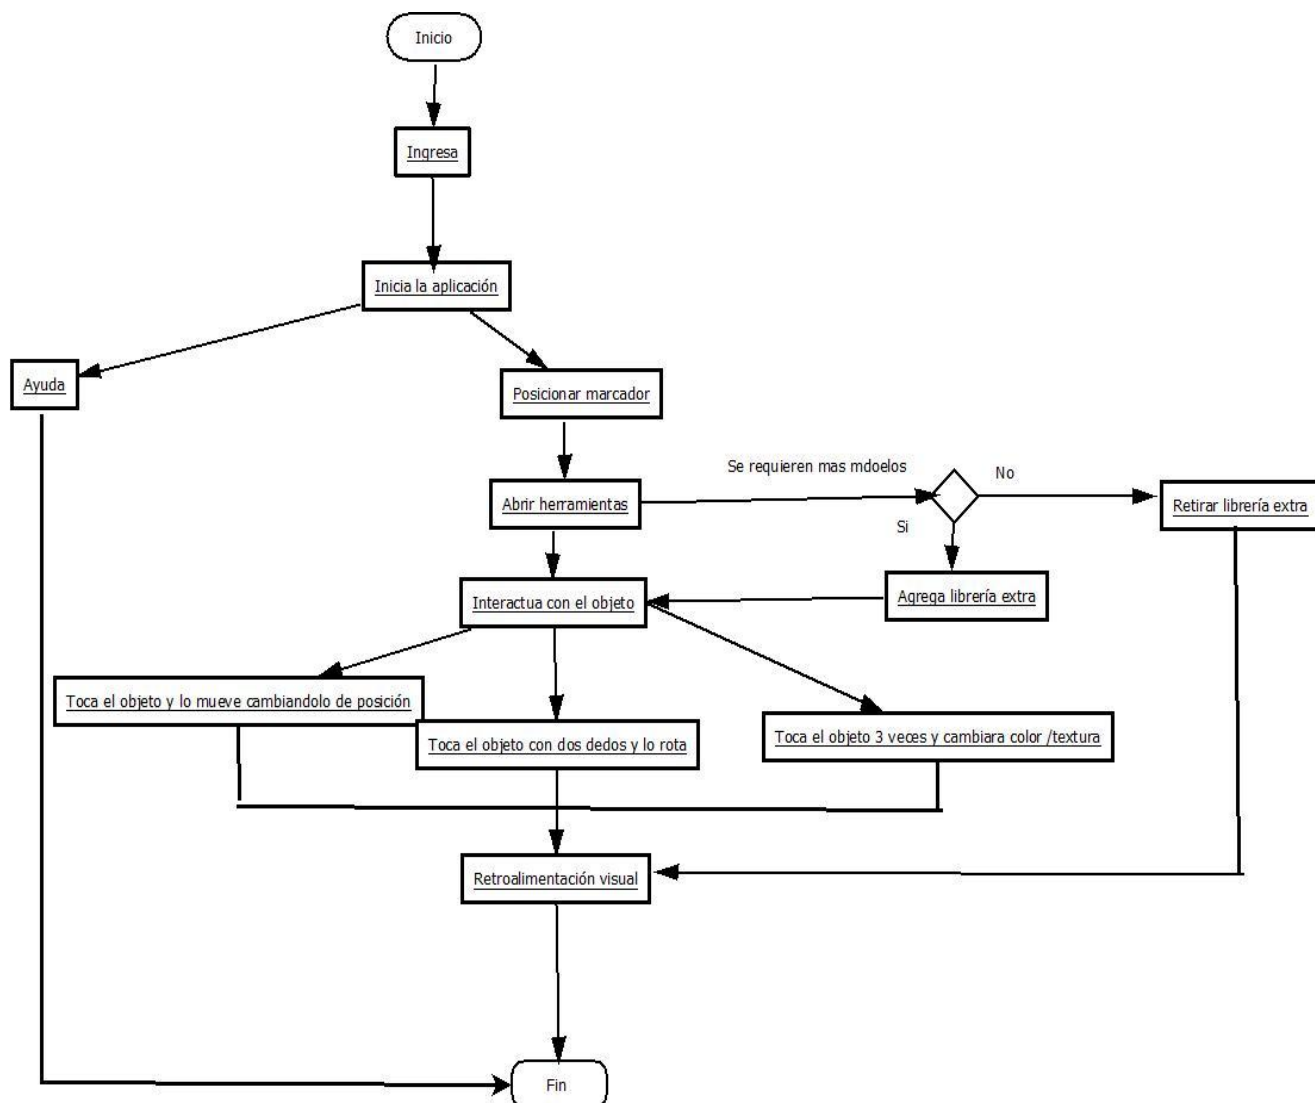 Inicio
Ingresa
Inicia la aplicación
Ayuda
Posicionar marcador
Se requieren mas mdoelos
No
Abrir herramientas
Retirar librería extra
Si
Interactua con el objeto
Agrega librería extra
Toca el objeto y lo mueve cambiandolo de posición
Toca el objeto con dos dedos y lo rota
Toca el objeto 3 veces y cambiara color /textura
Retroalimentación visual
Fin